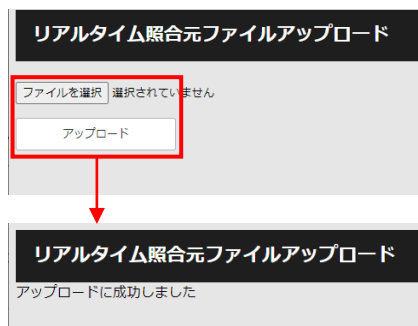 リアルタイム照合元ファイルアップロード
ファイルを選択 選択されていません
アップロード
リアルタイム照合元ファイルアップロード
アップロードに成功しました